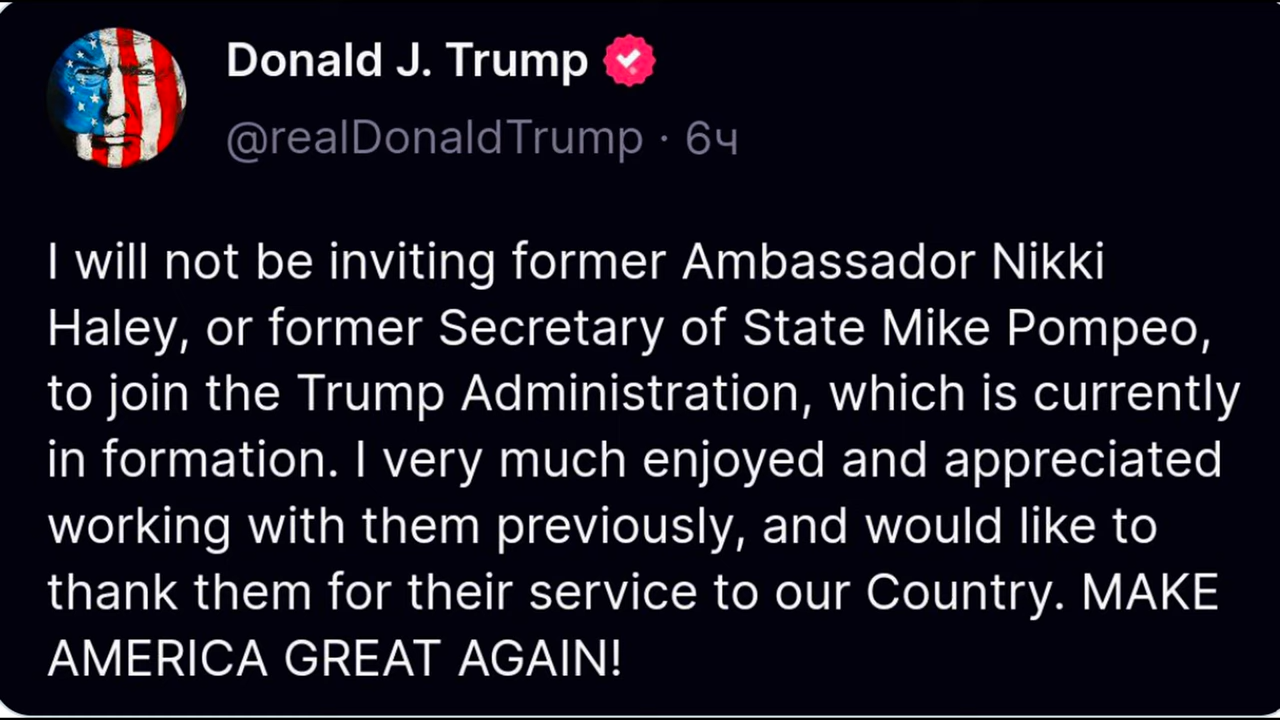 Donald J. Trump
@realDonaldTrump · 6ч
I will not be inviting former Ambassador Nikki
Haley, or former Secretary of State Mike Pompeo,
to join the Trump Administration, which is currently
in formation. I very much enjoyed and appreciated
working with them previously, and would like to
thank them for their service to our Country. MAKE
AMERICA GREAT AGAIN!